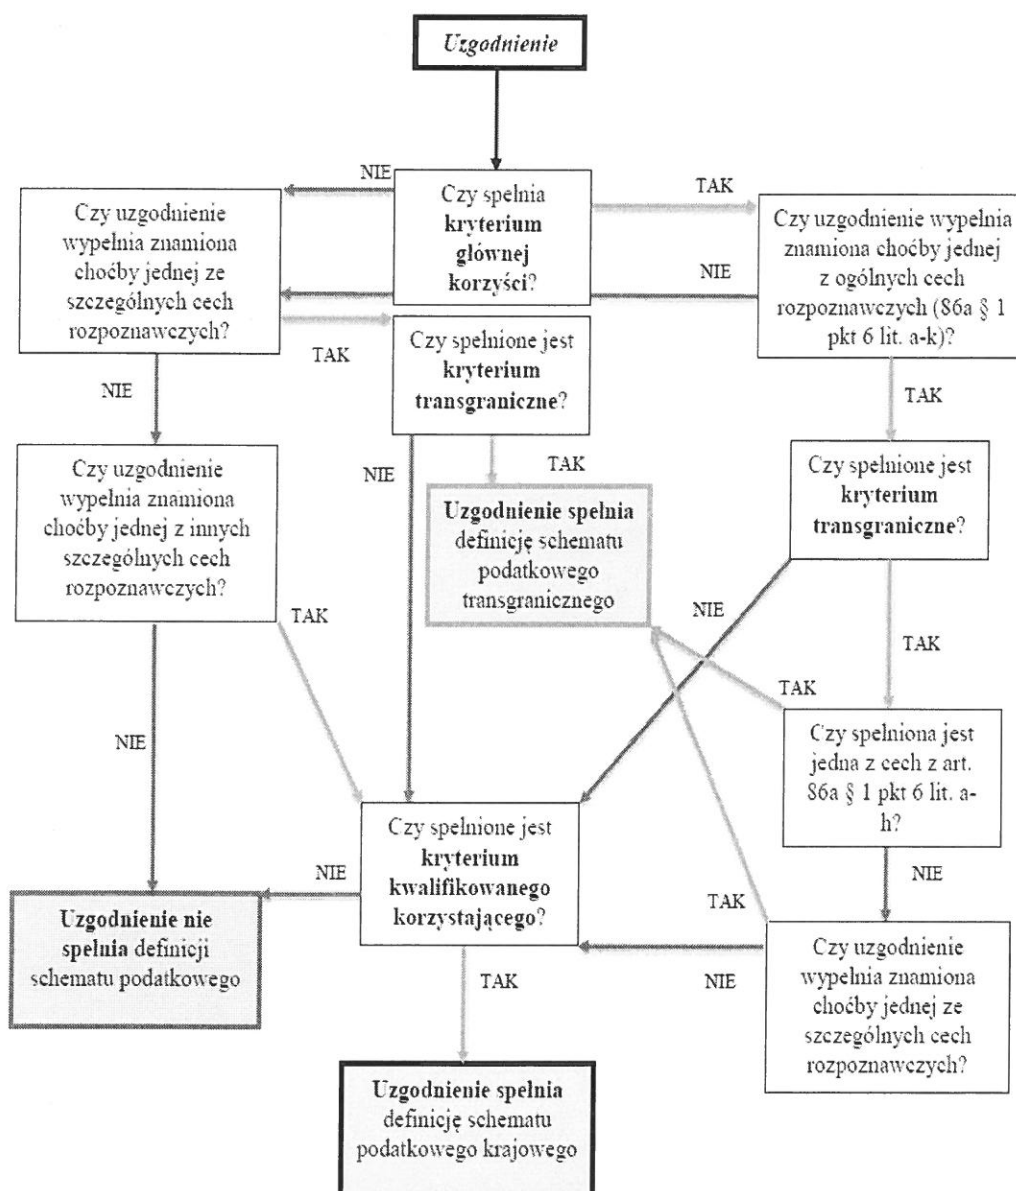 Uzgodnienie
NIE
TAK
Czy spełnia
kryterium
głównej
korzyści?
Czy uzgodnienie
wypełnia znamiona
choćby jednej ze
szczególnych cech
rozpoznawczych?
Czy uzgodnienie wypełnia
znamiona choćby jednej
z ogólnych cech
rozpoznawczych (86a § 1
pkt 6 lit. a-k)?
NIE
TAK
Czy spełnione jest
kryterium
transgraniczne?
NIE
TAK
NIE
TAK
Czy uzgodnienie
wypełnia znamiona
choćby jednej z innych
szczególnych cech
rozpoznawczych?
Uzgodnienie spełnia
definicję schematu
podatkowego
transgranicznego
Czy spełnione jest
kryterium
transgraniczne?
TAK
NIE
TAK
TAK
NIE
Czy spełniona jest
jedna z cech z art.
86a § 1 pkt 6 lit. a-
h?
Czy spełnione jest
kryterium
kwalifikowanego
korzystającego?
NIE
NIE
TAK
Uzgodnienie nie
spełnia definicji
schematu podatkowego
Czy uzgodnienie
wypełnia znamiona
choćby jednej ze
szczególnych cech
rozpoznawczych?
TAK
NIE
Uzgodnienie spełnia
definicję schematu
podatkowego krajowego